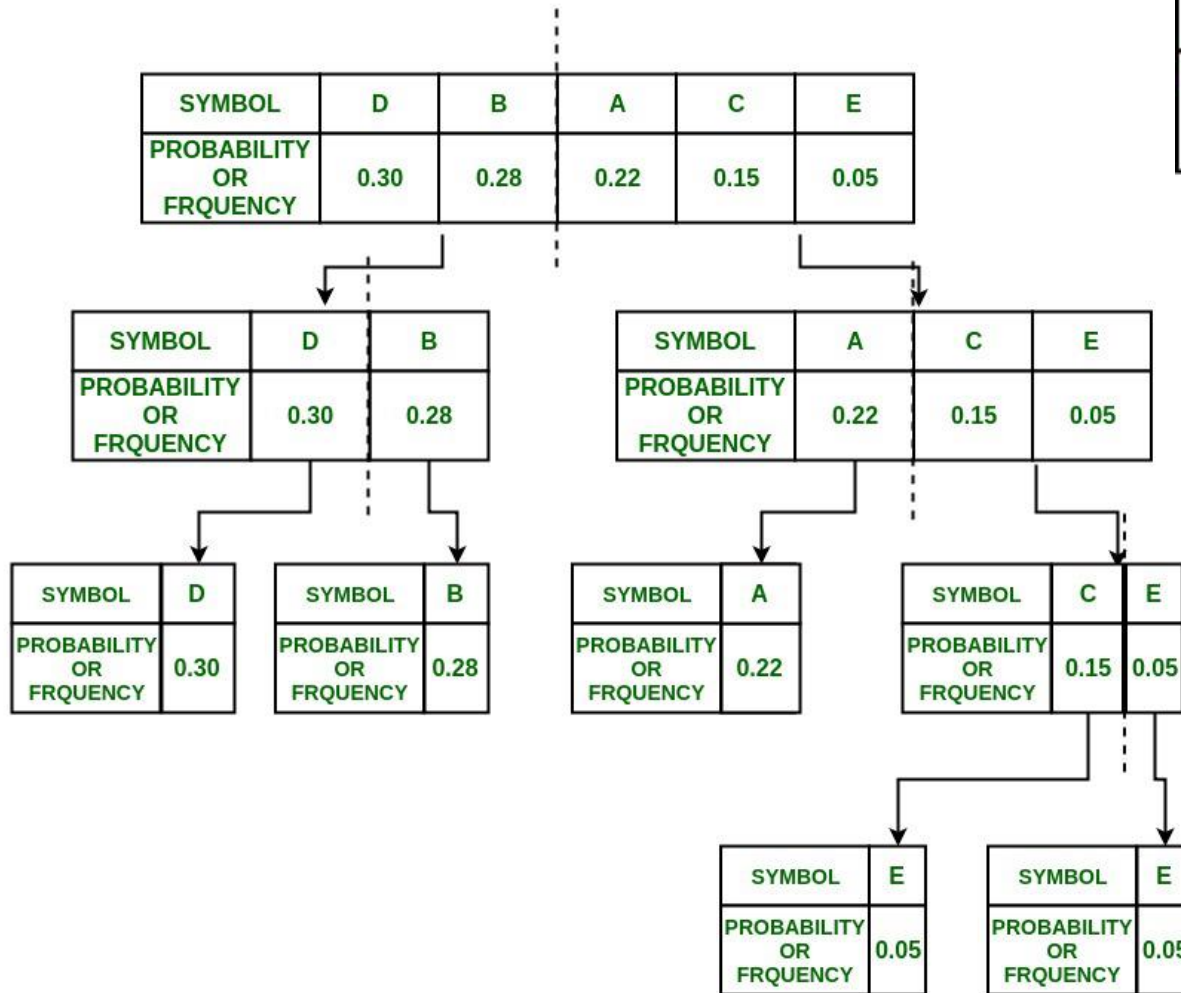 SYMBOL D B A C E
PROBABILITY
OR
FRQUENCY 0.30 0.28 0.22 0.15 0.05
SYMBOL D B
PROBABILITY
OR
FRQUENCY 0.30 0.28
SYMBOL A C E
PROBABILITY
OR
FRQUENCY 0.22 0.15 0.05
SYMBOL D
PROBABILITY
OR
FRQUENCY 0.30
SYMBOL B
PROBABILITY
OR
FRQUENCY 0.28
SYMBOL A
PROBABILITY
OR
FRQUENCY 0.22
SYMBOL C E
PROBABILITY
OR
FRQUENCY 0.15 0.05
SYMBOL E
PROBABILITY
OR
FRQUENCY 0.05
SYMBOL E
PROBABILITY
OR
FRQUENCY 0.05